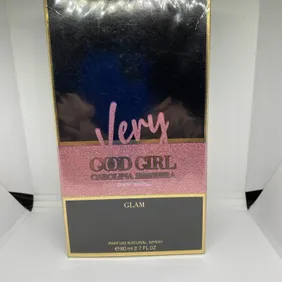 Very
GOOD GIRL
CAROLINA HERRERA
GLAM
PARFUM NATURAL SPRAY
℮80 ml 2.7 FL.OZ